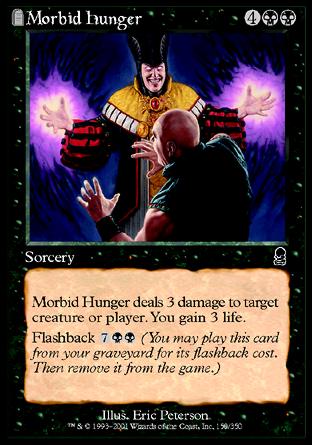 Morbid Hunger 4
Sorcery
Morbid Hunger deals 3 damage to target
creature or player. You gain 3 life.
Flashback 7 (You may play this card
from your graveyard for its flashback cost.
Then remove it from the game.)
Illus. Eric Peterson
™ & © 1993-2001 Wizards of the Coast, Inc. 150/350